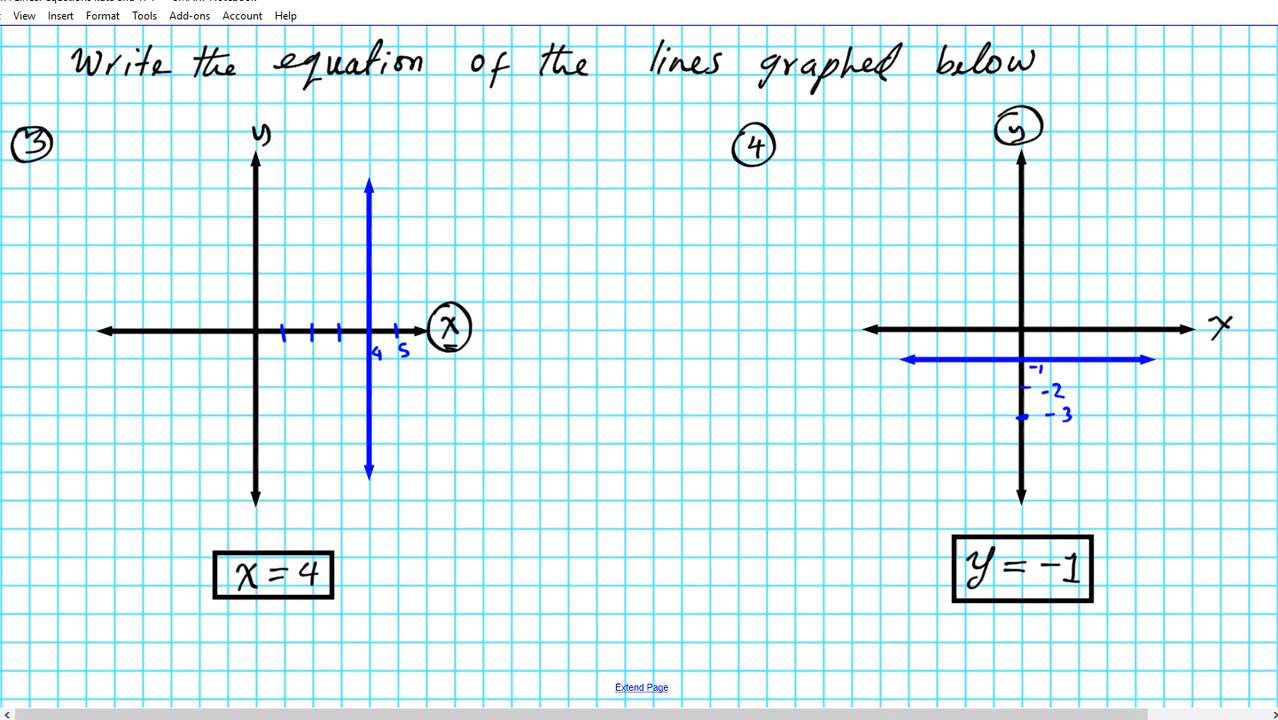 View Insert Format Tools Add-ons Account Help
Write the equation of the lines graphed below
3
y
x
4 5
x = 4
4
y
x
-1
-2
-3
y = -1
Extend Page